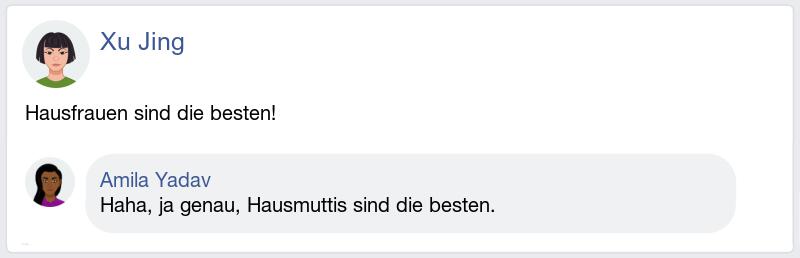 Xu Jing
Hausfrauen sind die besten!
Amila Yadav
Haha, ja genau, Hausmuttis sind die besten.